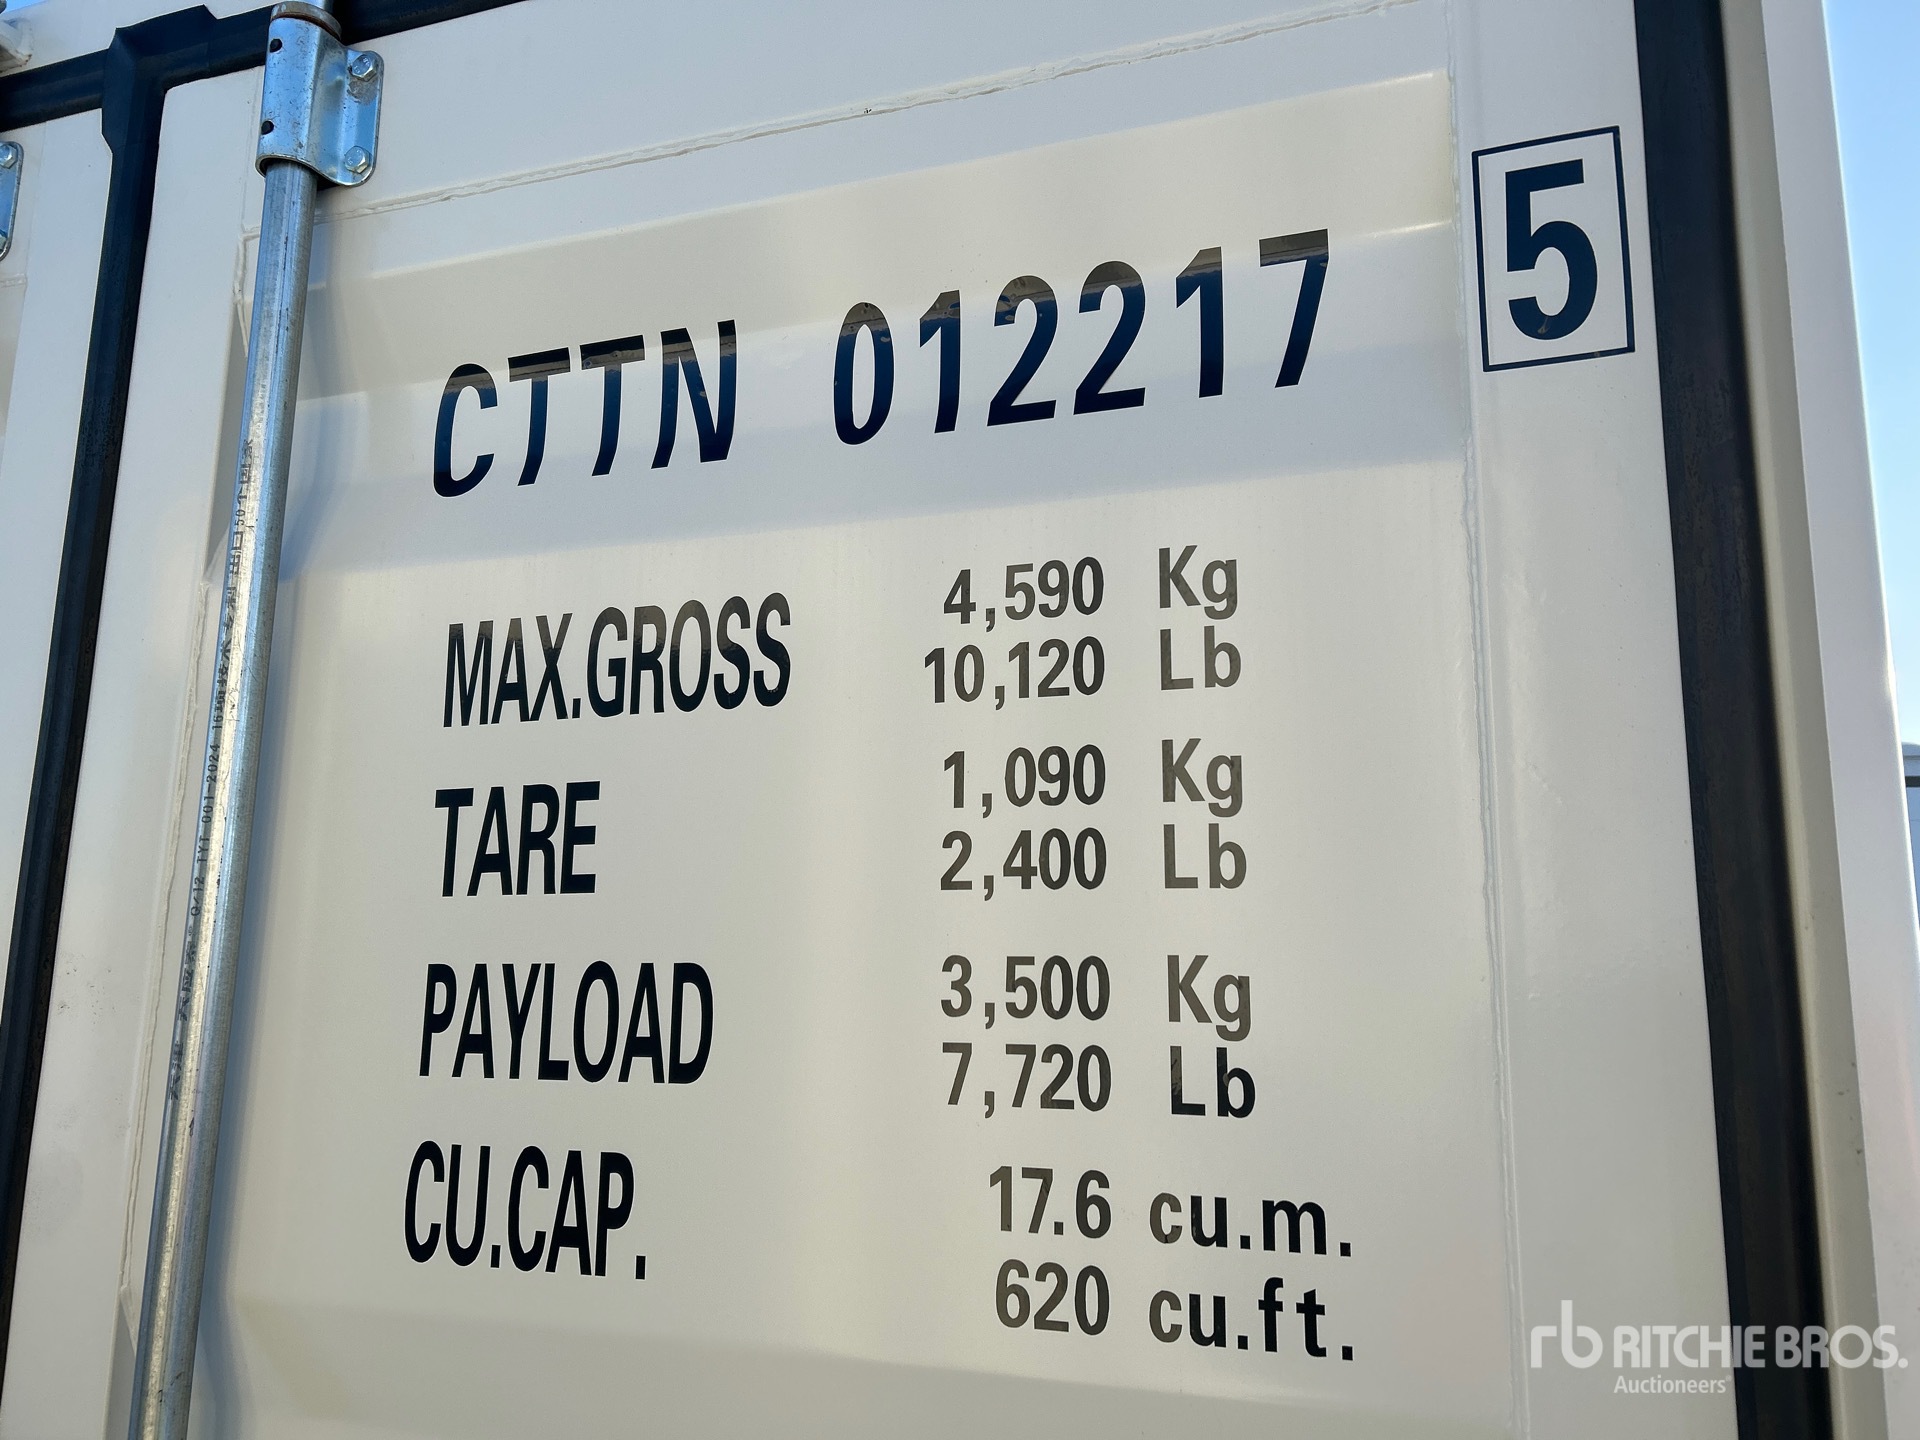 CTTN 012217 5
MAX.GROSS 4,590 Kg
10,120 Lb
TARE 1,090 Kg
2,400 Lb
PAYLOAD 3,500 Kg
7,720 Lb
CU.CAP. 17.6 cu.m.
620 cu.ft.
rb RITCHIE BROS.
Auctioneers